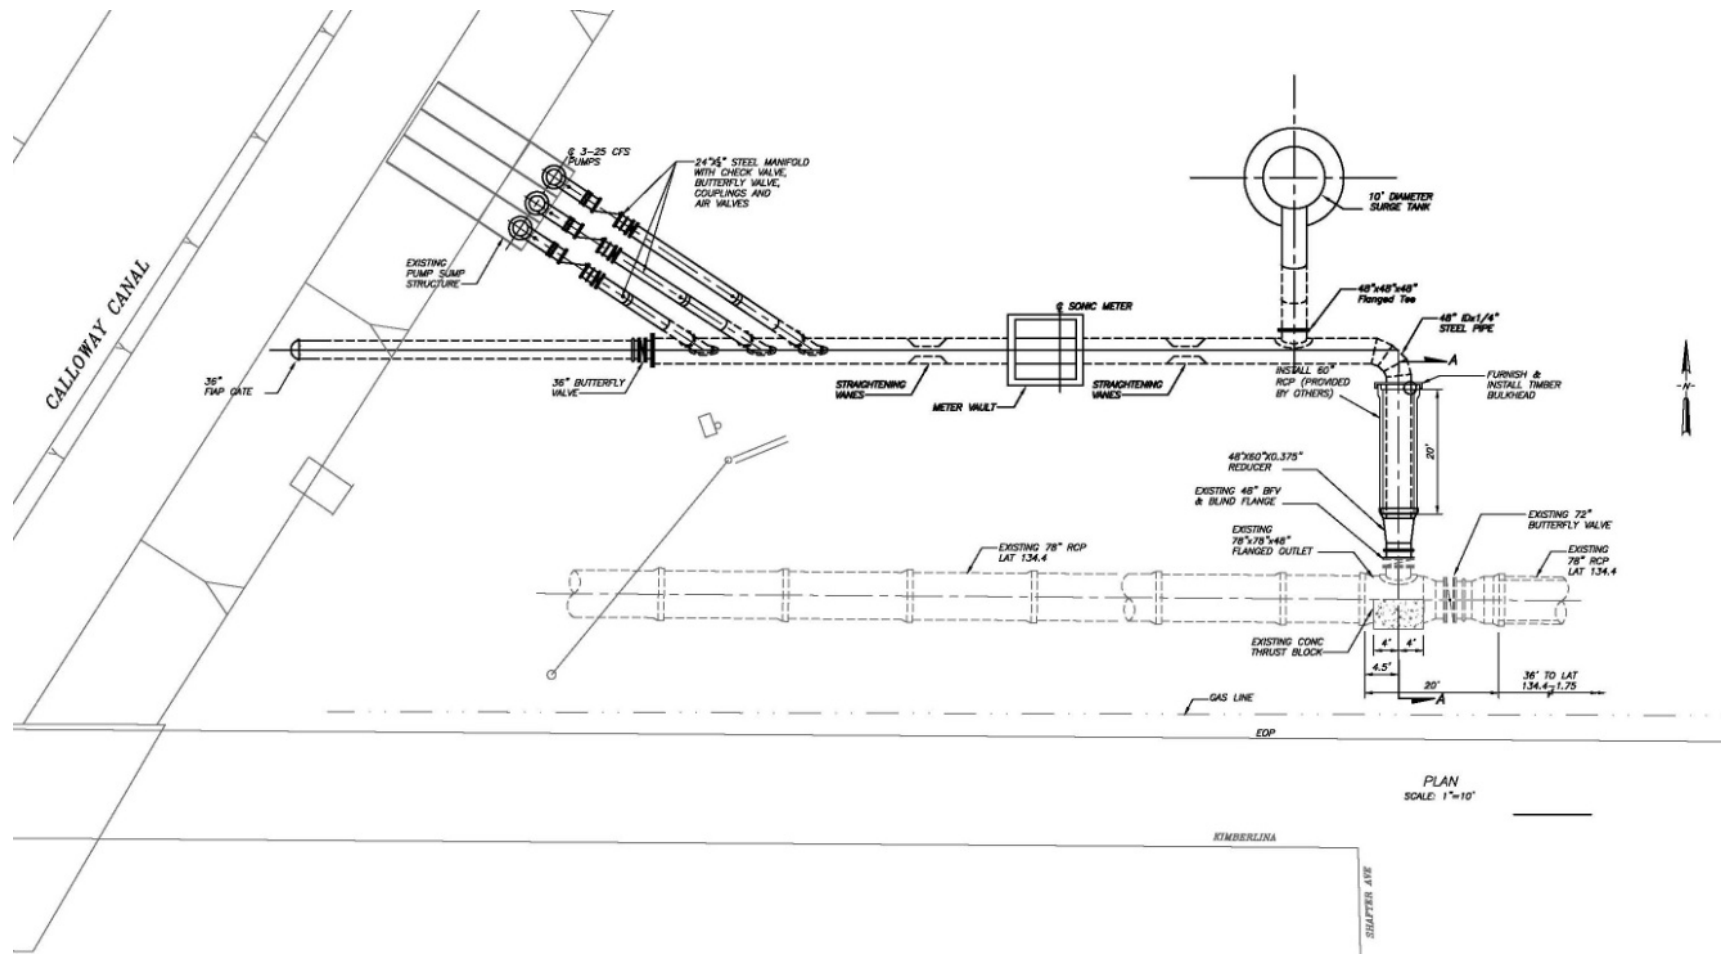 CALLOWAY CANAL
℄ 3-25 CFS
PUMPS
24"X¼" STEEL MANIFOLD
WITH CHECK VALVE,
BUTTERFLY VALVE,
COUPLINGS AND
AIR VALVES
EXISTING
PUMP SUMP
STRUCTURE
10' DIAMETER
SURGE TANK
48"x48"x48"
Flanged Tee
48" IDx1/4"
STEEL PIPE
℄ SONIC METER
36"
FlAP GATE
36" BUTTERFLY
VALVE
STRAIGHTENING
VANES
METER VAULT
STRAIGHTENING
VANES
INSTALL 60"
RCP (PROVIDED
BY OTHERS)
A
FURNISH &
INSTALL TIMBER
BULKHEAD
N
20'
48"X60"X0.375"
REDUCER
EXISTING 48" BFV
& BLIND FLANGE
EXISTING
78"x78"x48"
FLANGED OUTLET
EXISTING 72"
BUTTERFLY VALVE
EXISTING
78" RCP
LAT 134.4
EXISTING 78" RCP
LAT 134.4
EXISTING CONC
THRUST BLOCK
4'
4'
4.5'
20'
36' TO LAT
134.4-1.75
A
GAS LINE
EOP
PLAN
SCALE: 1"=10'
KIMBERLINA
SHAFTER AVE